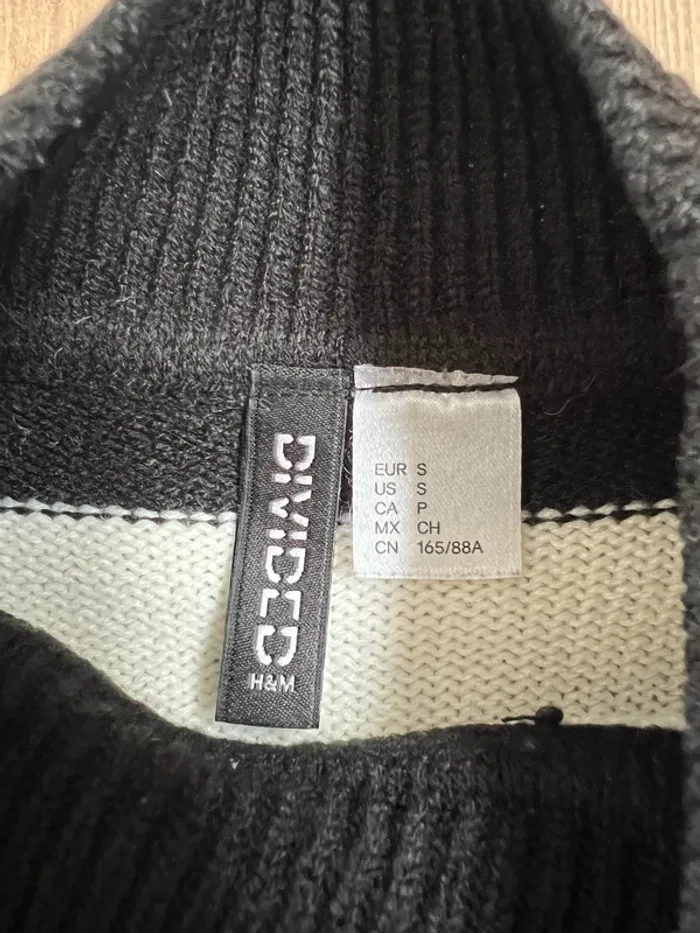 DIVIDED
H&M
EUR S
US S
CA P
MX CH
CN 165/88A